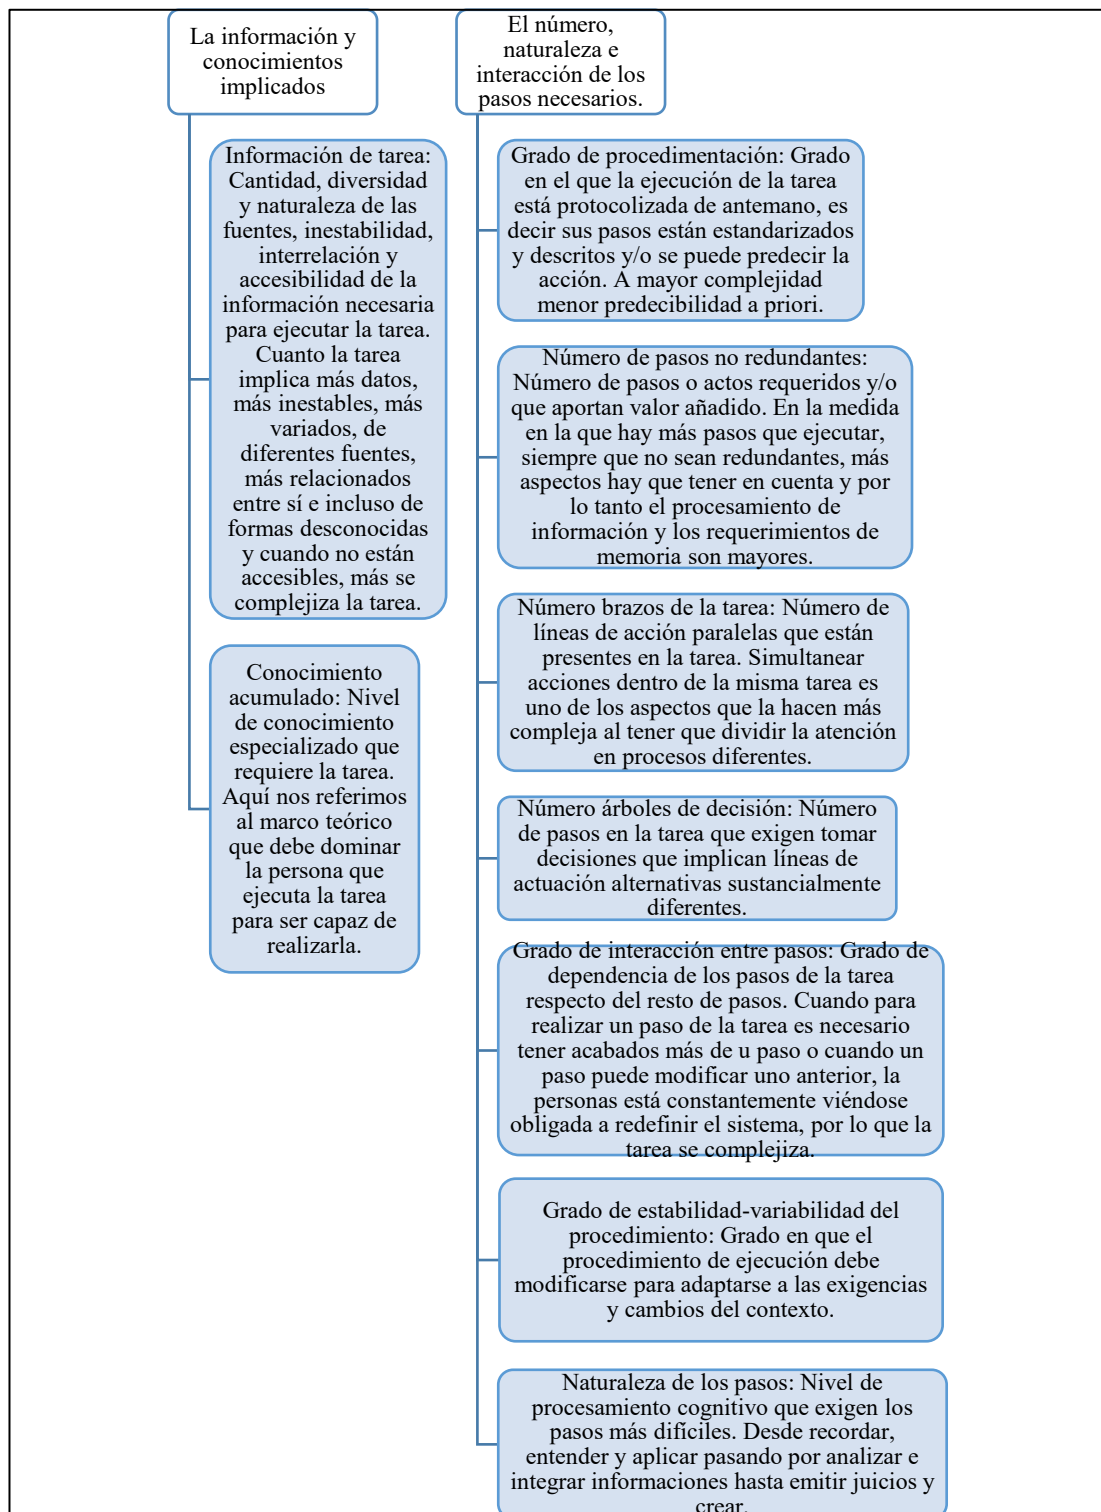 La información y
conocimientos
implicados
Información de tarea:
Cantidad, diversidad
y naturaleza de las
fuentes, inestabilidad,
interrelación y
accesibilidad de la
información necesaria
para ejecutar la tarea.
Cuanto la tarea
implica más datos,
más inestables, más
variados, de
diferentes fuentes,
más relacionados
entre sí e incluso de
formas desconocidas
y cuando no están
accesibles, más se
complejiza la tarea.
Conocimiento
acumulado: Nivel
de conocimiento
especializado que
requiere la tarea.
Aquí nos referimos
al marco teórico
que debe dominar
la persona que
ejecuta la tarea
para ser capaz de
realizarla.
El número,
naturaleza e
interacción de los
pasos necesarios.
Grado de procedimentación: Grado
en el que la ejecución de la tarea
está protocolizada de antemano, es
decir sus pasos están estandarizados
y descritos y/o se puede predecir la
acción. A mayor complejidad
menor predecibilidad a priori.
Número de pasos no redundantes:
Número de pasos o actos requeridos y/o
que aportan valor añadido. En la medida
en la que hay más pasos que ejecutar,
siempre que no sean redundantes, más
aspectos hay que tener en cuenta y por
lo tanto el procesamiento de
información y los requerimientos de
memoria son mayores.
Número brazos de la tarea: Número de
líneas de acción paralelas que están
presentes en la tarea. Simultanear
acciones dentro de la misma tarea es
uno de los aspectos que la hacen más
compleja al tener que dividir la atención
en procesos diferentes.
Número árboles de decisión: Número
de pasos en la tarea que exigen tomar
decisiones que implican líneas de
actuación alternativas sustancialmente
diferentes.
Grado de interacción entre pasos: Grado de
dependencia de los pasos de la tarea
respecto del resto de pasos. Cuando para
realizar un paso de la tarea es necesario
tener acabados más de u paso o cuando un
paso puede modificar uno anterior, la
personas está constantemente viéndose
obligada a redefinir el sistema, por lo que la
tarea se complejiza.
Grado de estabilidad-variabilidad del
procedimiento: Grado en que el
procedimiento de ejecución debe
modificarse para adaptarse a las exigencias
y cambios del contexto.
Naturaleza de los pasos: Nivel de
procesamiento cognitivo que exigen los
pasos más difíciles. Desde recordar,
entender y aplicar pasando por analizar e
integrar informaciones hasta emitir juicios y
crear.